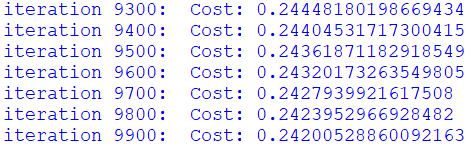 iteration 9300:  Cost: 0.24448180198669434
iteration 9400:  Cost: 0.24404531717300415
iteration 9500:  Cost: 0.24361871182918549
iteration 9600:  Cost: 0.24320173263549805
iteration 9700:  Cost: 0.2427939921617508
iteration 9800:  Cost: 0.2423952966928482
iteration 9900:  Cost: 0.24200528860092163